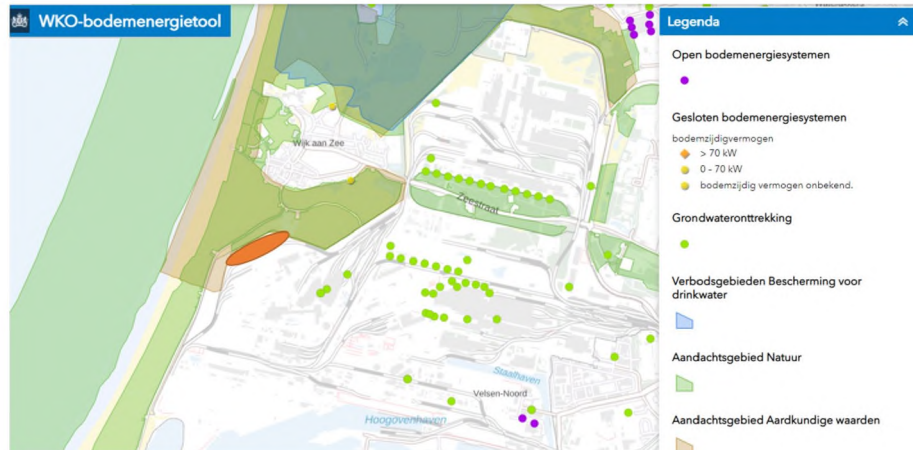 WKO-bodemenergietool
Legenda
Open bodemenergiesystemen
Gesloten bodemenergiesystemen
bodemzijdigvermogen
> 70 kW
0 - 70 kW
bodemzijdig vermogen onbekend.
Grondwateronttrekking
Verbodsgebieden Bescherming voor
drinkwater
Aandachtsgebied Natuur
Aandachtsgebied Aardkundige waarden
Wijk aan Zee
Zeestraat
Staalhaven
Velsen-Noord
Hoogovenhaven